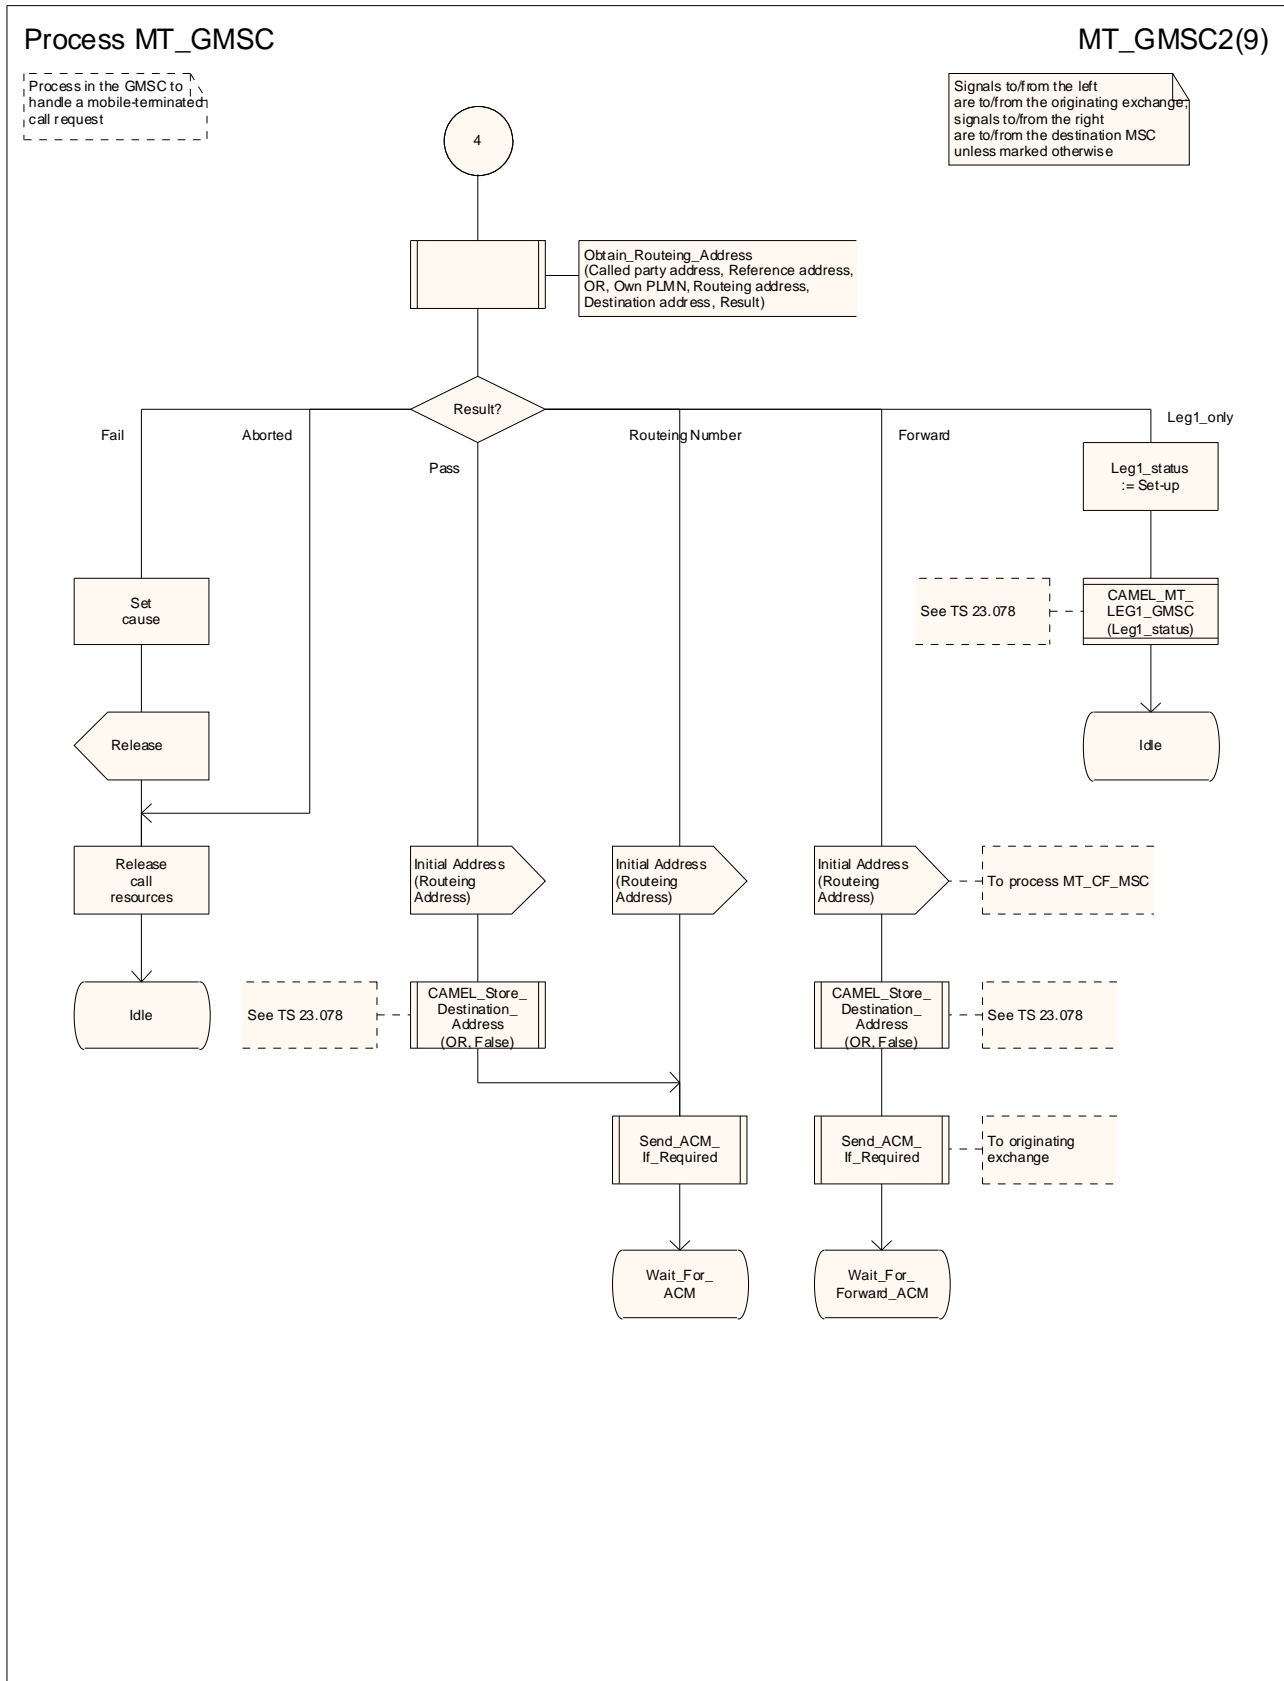 Process MT_GMSC
MT_GMSC2(9)
Process in the GMSC to
handle a mobile-terminated
call request
Signals to/from the left
are to/from the originating exchange;
signals to/from the right
are to/from the destination MSC
unless marked otherwise
4
Obtain_Routeing_Address
(Called party address, Reference address,
OR, Own PLMN, Routeing address,
Destination address, Result)
Result?
Fail
Aborted
Pass
Routeing Number
Forward
Leg1_only
Leg1_status
:= Set-up
Set
cause
See TS 23.078
CAMEL_MT_
LEG1_GMSC
(Leg1_status)
Release
Idle
Release
call
resources
Initial Address
(Routeing
Address)
Initial Address
(Routeing
Address)
Initial Address
(Routeing
Address)
To process MT_CF_MSC
Idle
See TS 23.078
CAMEL_Store_
Destination_
Address
(OR, False)
CAMEL_Store_
Destination_
Address
(OR, False)
See TS 23.078
Send_ACM_
If_Required
Send_ACM_
If_Required
To originating
exchange
Wait_For_
ACM
Wait_For_
Forward_ACM